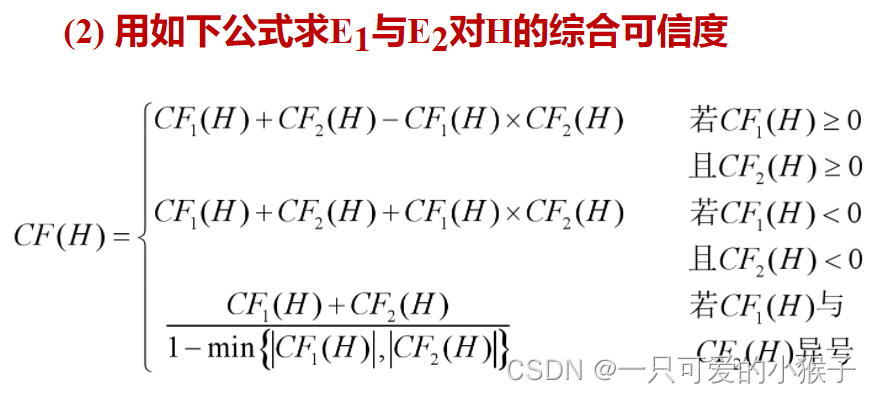 (2) 用如下公式求E₁与E₂对H的综合可信度
CF₁(H)+CF₂(H)−CF₁(H)×CF₂(H) 若CF₁(H)≥0
且CF₂(H)≥0
CF(H)= CF₁(H)+CF₂(H)+CF₁(H)×CF₂(H) 若CF₁(H)<0
且CF₂(H)<0
CF₁(H)+CF₂(H) 若CF₁(H)与
1−min{|CF₁(H)|,|CF₂(H)|} CF₂(H)异号
CSDN @一只可爱的小猴子